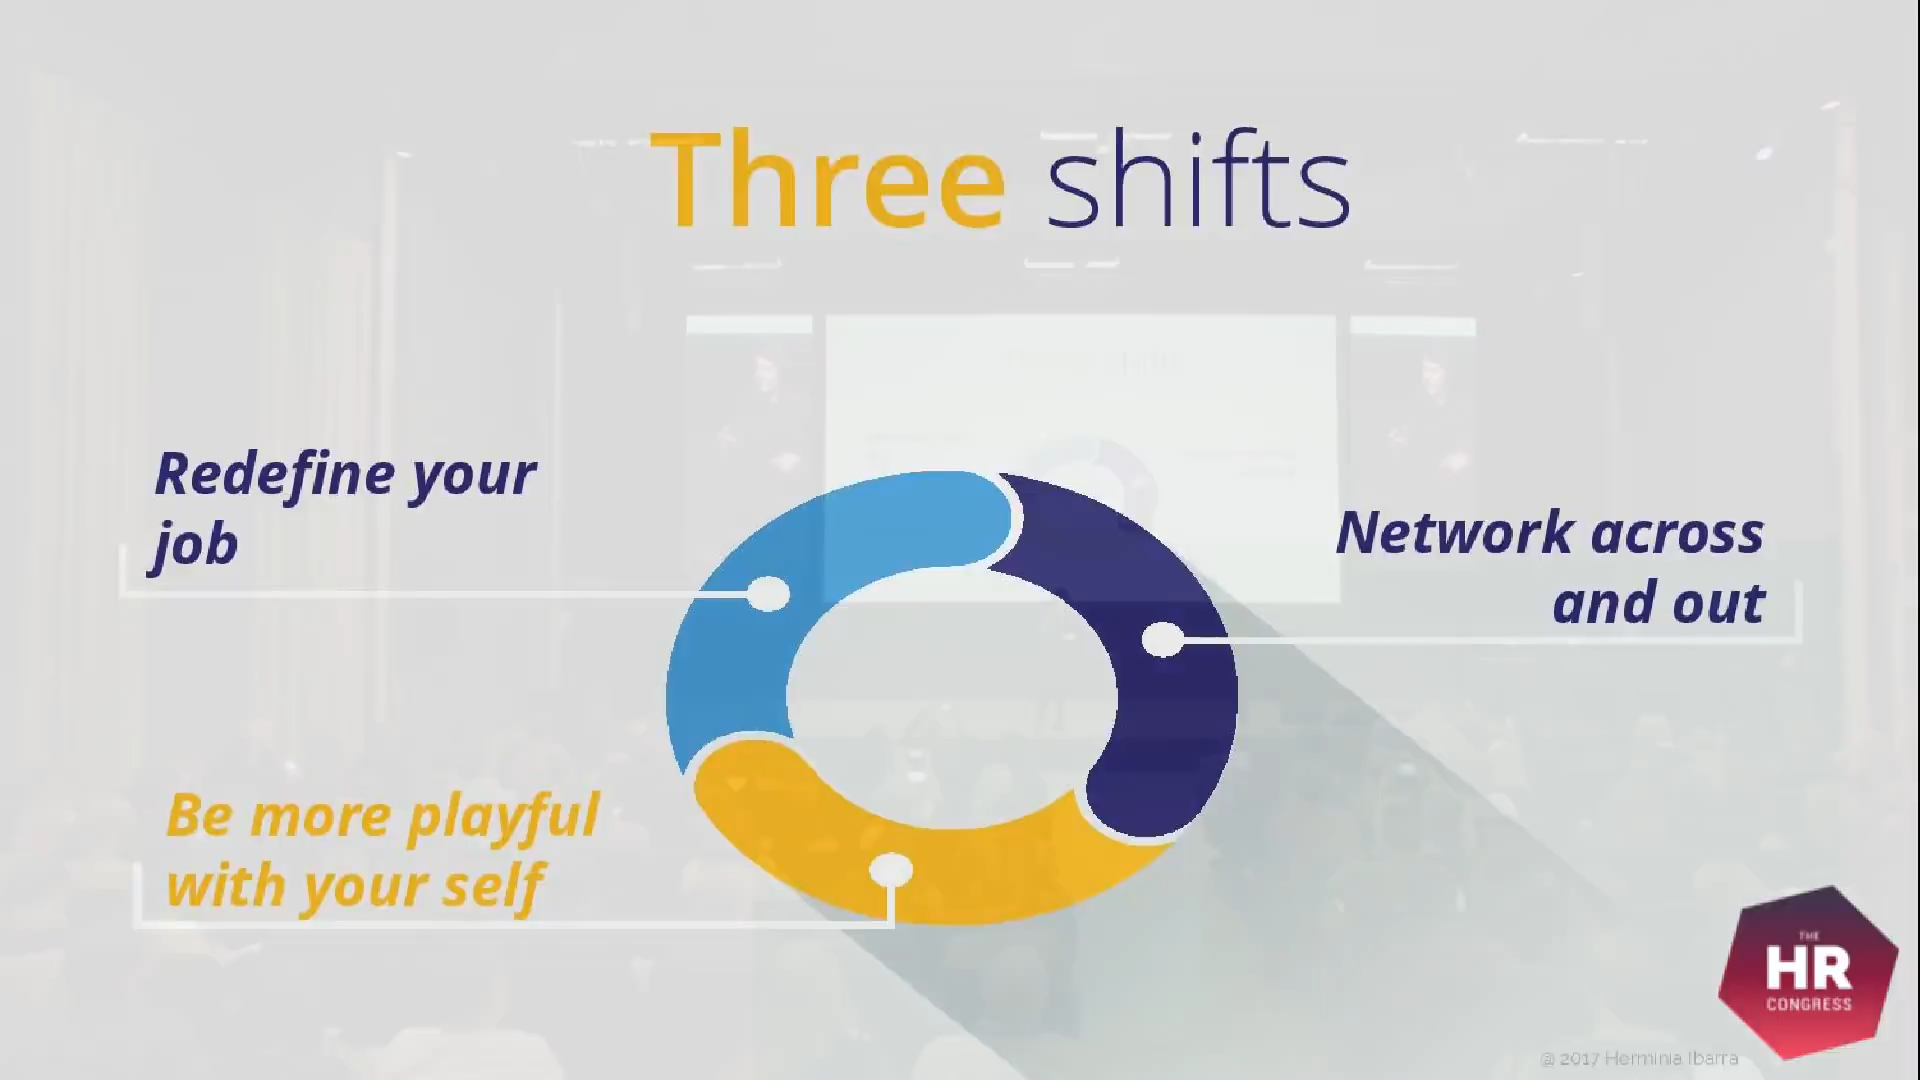 Three shifts
Redefine your
job
Network across
and out
Be more playful
with your self
THE
HR
CONGRESS
@ 2017 Herminia Ibarra